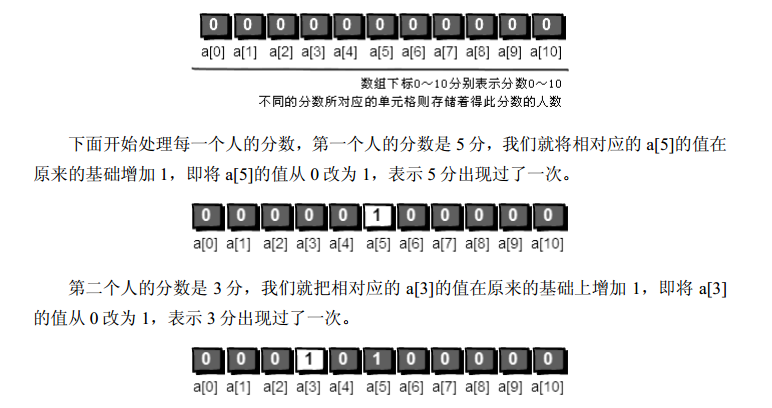 0 0 0 0 0 0 0 0 0 0 0
a[0] a[1] a[2] a[3] a[4] a[5] a[6] a[7] a[8] a[9] a[10]
数组下标0～10分别表示分数0～10
不同的分数所对应的单元格则存储着得此分数的人数
下面开始处理每一个人的分数，第一个人的分数是 5 分，我们就将相对应的 a[5]的值在
原来的基础增加 1，即将 a[5]的值从 0 改为 1，表示 5 分出现过了一次。
0 0 0 0 0 1 0 0 0 0 0
a[0] a[1] a[2] a[3] a[4] a[5] a[6] a[7] a[8] a[9] a[10]
第二个人的分数是 3 分，我们就把相对应的 a[3]的值在原来的基础上增加 1，即将 a[3]
的值从 0 改为 1，表示 3 分出现过了一次。
0 0 0 1 0 1 0 0 0 0 0
a[0] a[1] a[2] a[3] a[4] a[5] a[6] a[7] a[8] a[9] a[10]